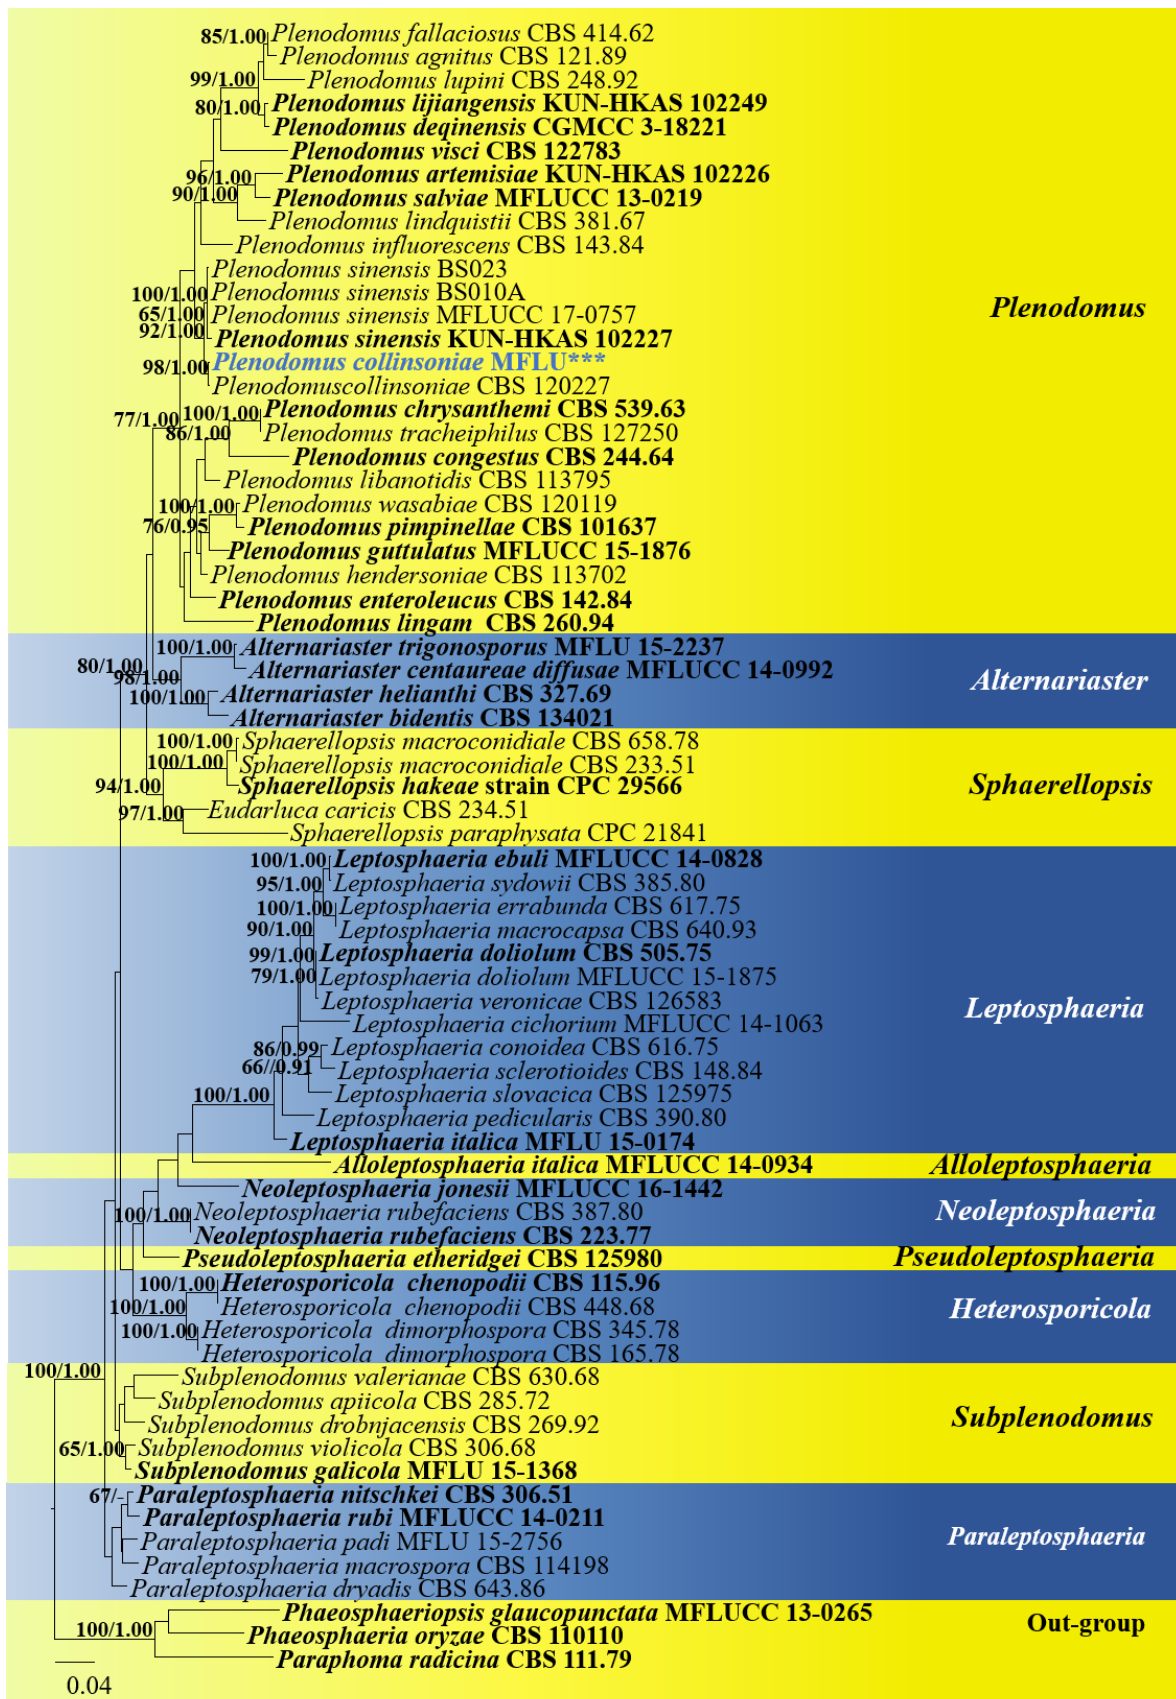 85/1.00 Plenodomus fallaciosus CBS 414.62
Plenodomus agnitus CBS 121.89
99/1.00 Plenodomus lupini CBS 248.92
80/1.00 Plenodomus lijiangensis KUN-HKAS 102249
Plenodomus deqinensis CGMCC 3-18221
Plenodomus visci CBS 122783
96/1.00 Plenodomus artemisiae KUN-HKAS 102226
90/1.00 Plenodomus salviae MFLUCC 13-0219
Plenodomus lindquistii CBS 381.67
Plenodomus influorescens CBS 143.84
Plenodomus sinensis BS023
100/1.00 Plenodomus sinensis BS010A
65/1.00 Plenodomus sinensis MFLUCC 17-0757
Plenodomus
92/1.00 Plenodomus sinensis KUN-HKAS 102227
98/1.00 Plenodomus collinsoniae MFLU***
Plenodomuscollinsoniae CBS 120227
77/1.00 100/1.00 Plenodomus chrysanthemi CBS 539.63
86/1.00 Plenodomus tracheiphilus CBS 127250
Plenodomus congestus CBS 244.64
Plenodomus libanotidis CBS 113795
100/1.00 Plenodomus wasabiae CBS 120119
76/0.95 Plenodomus pimpinellae CBS 101637
Plenodomus guttulatus MFLUCC 15-1876
Plenodomus hendersoniae CBS 113702
Plenodomus enteroleucus CBS 142.84
Plenodomus lingam CBS 260.94
100/1.00 Alternariaster trigonosporus MFLU 15-2237
80/1.00 98/1.00 Alternariaster centaureae diffusae MFLUCC 14-0992
Alternariaster
100/1.00 Alternariaster helianthi CBS 327.69
Alternariaster bidentis CBS 134021
100/1.00 Sphaerellopsis macroconidiale CBS 658.78
100/1.00 Sphaerellopsis macroconidiale CBS 233.51
94/1.00 Sphaerellopsis hakeae strain CPC 29566
Sphaerellopsis
97/1.00 Eudarluca caricis CBS 234.51
Sphaerellopsis paraphysata CPC 21841
100/1.00 Leptosphaeria ebuli MFLUCC 14-0828
95/1.00 Leptosphaeria sydowii CBS 385.80
100/1.00 Leptosphaeria errabunda CBS 617.75
90/1.00 Leptosphaeria macrocapsa CBS 640.93
99/1.00 Leptosphaeria doliolum CBS 505.75
79/1.00 Leptosphaeria doliolum MFLUCC 15-1875
Leptosphaeria veronicae CBS 126583
Leptosphaeria
Leptosphaeria cichorium MFLUCC 14-1063
86/0.99 Leptosphaeria conoidea CBS 616.75
66//0.91 Leptosphaeria sclerotioides CBS 148.84
100/1.00 Leptosphaeria slovacica CBS 125975
Leptosphaeria pedicularis CBS 390.80
Leptosphaeria italica MFLU 15-0174
Alloleptosphaeria italica MFLUCC 14-0934
Alloleptosphaeria
Neoleptosphaeria jonesii MFLUCC 16-1442
100/1.00 Neoleptosphaeria rubefaciens CBS 387.80
Neoleptosphaeria
Neoleptosphaeria rubefaciens CBS 223.77
Pseudoleptosphaeria etheridgei CBS 125980
Pseudoleptosphaeria
100/1.00 Heterosporicola chenopodii CBS 115.96
100/1.00 Heterosporicola chenopodii CBS 448.68
Heterosporicola
100/1.00 Heterosporicola dimorphospora CBS 345.78
Heterosporicola dimorphospora CBS 165.78
100/1.00 Subplenodomus valerianae CBS 630.68
Subplenodomus apiicola CBS 285.72
Subplenodomus drobnjacensis CBS 269.92
Subplenodomus
65/1.00 Subplenodomus violicola CBS 306.68
Subplenodomus galicola MFLU 15-1368
67/- Paraleptosphaeria nitschkei CBS 306.51
Paraleptosphaeria rubi MFLUCC 14-0211
Paraleptosphaeria padi MFLU 15-2756
Paraleptosphaeria
Paraleptosphaeria macrospora CBS 114198
Paraleptosphaeria dryadis CBS 643.86
Phaeosphaeriopsis glaucopunctata MFLUCC 13-0265
100/1.00 Phaeosphaeria oryzae CBS 110110
Out-group
Paraphoma radicina CBS 111.79
0.04